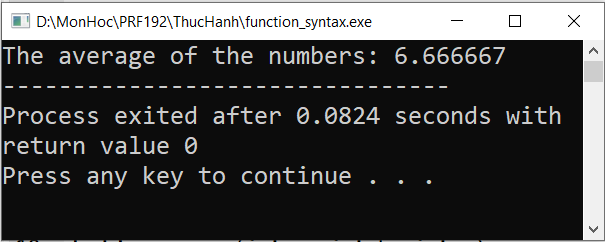 D:\MonHoc\PRF192\ThucHanh\function_syntax.exe
The average of the numbers: 6.666667
--------------------------------
Process exited after 0.0824 seconds with
return value 0
Press any key to continue . . .